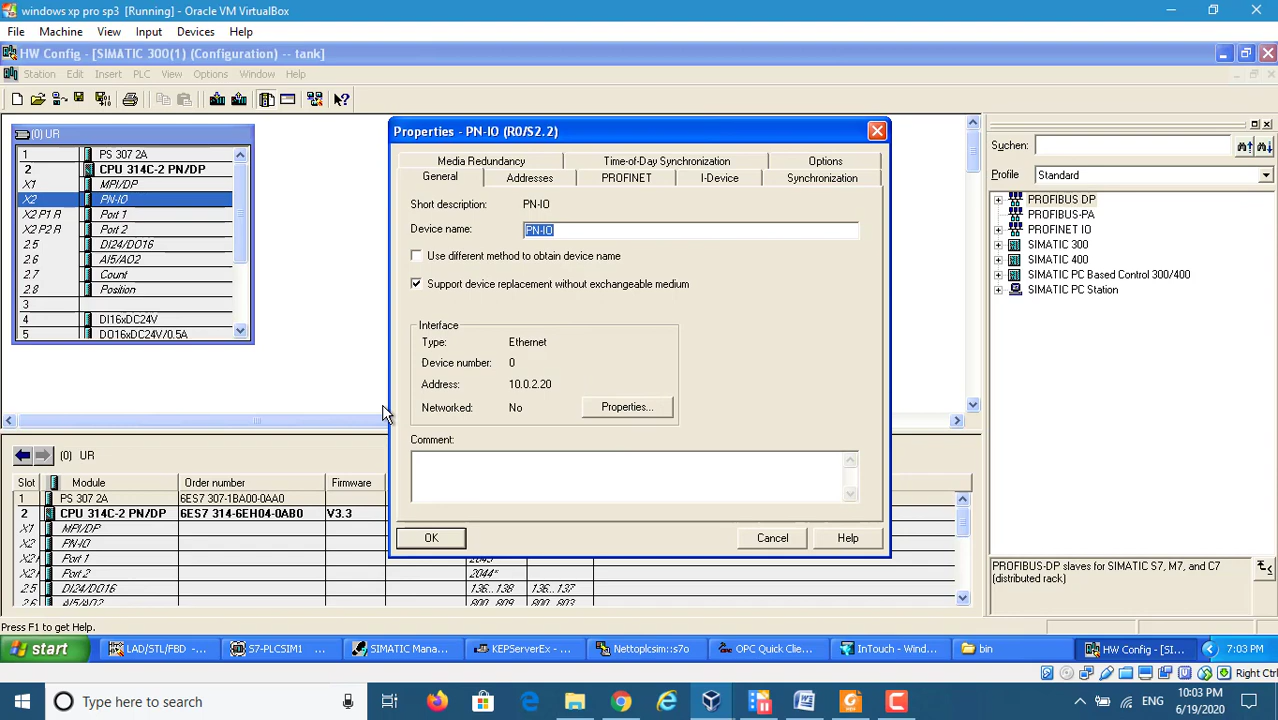 windows xp pro sp3 [Running] - Oracle VM VirtualBox
File Machine View Input Devices Help
HW Config - [SIMATIC 300(1) (Configuration) -- tank]
Station Edit Insert PLC View Options Window Help
(0) UR
1 PS 307 2A
2 CPU 314C-2 PN/DP
X1 MPI/DP
X2 PN-IO
X2 P1 R Port 1
X2 P2 R Port 2
2.5 DI24/DO16
2.6 AI5/AO2
2.7 Count
2.8 Position
3
4 DI16xDC24V
5 DO16xDC24V/0.5A
Properties - PN-IO (R0/S2.2)
Media Redundancy Time-of-Day Synchronization Options
General Addresses PROFINET I-Device Synchronization
Short description: PN-IO
Device name: PN-IO
Use different method to obtain device name
Support device replacement without exchangeable medium
Interface
Type: Ethernet
Device number: 0
Address: 10.0.2.20
Networked: No Properties...
Comment:
OK Cancel Help
Suchen:
Profile Standard
PROFIBUS DP
PROFIBUS-PA
PROFINET IO
SIMATIC 300
SIMATIC 400
SIMATIC PC Based Control 300/400
SIMATIC PC Station
PROFIBUS-DP slaves for SIMATIC S7, M7, and C7
(distributed rack)
(0) UR
Slot Module Order number Firmware
1 PS 307 2A 6ES7 307-1BA00-0AA0
2 CPU 314C-2 PN/DP 6ES7 314-6EH04-0AB0 V3.3
X1 MPI/DP
X2 PN-IO
X2 Port 1
X2 Port 2 2044*
2.5 DI24/DO16 136...138 136...137
2.6 AI5/AO2 800...809 800...803
Press F1 to get Help.
start LAD/STL/FBD -... S7-PLCSIM1 SIMATIC Mana... KEPServerEx - ... Nettoplcsim::s7o OPC Quick Clie... InTouch - Wind... bin HW Config - [SI... 7:03 PM
Right Ctrl
Type here to search
ENG
10:03 PM
6/19/2020